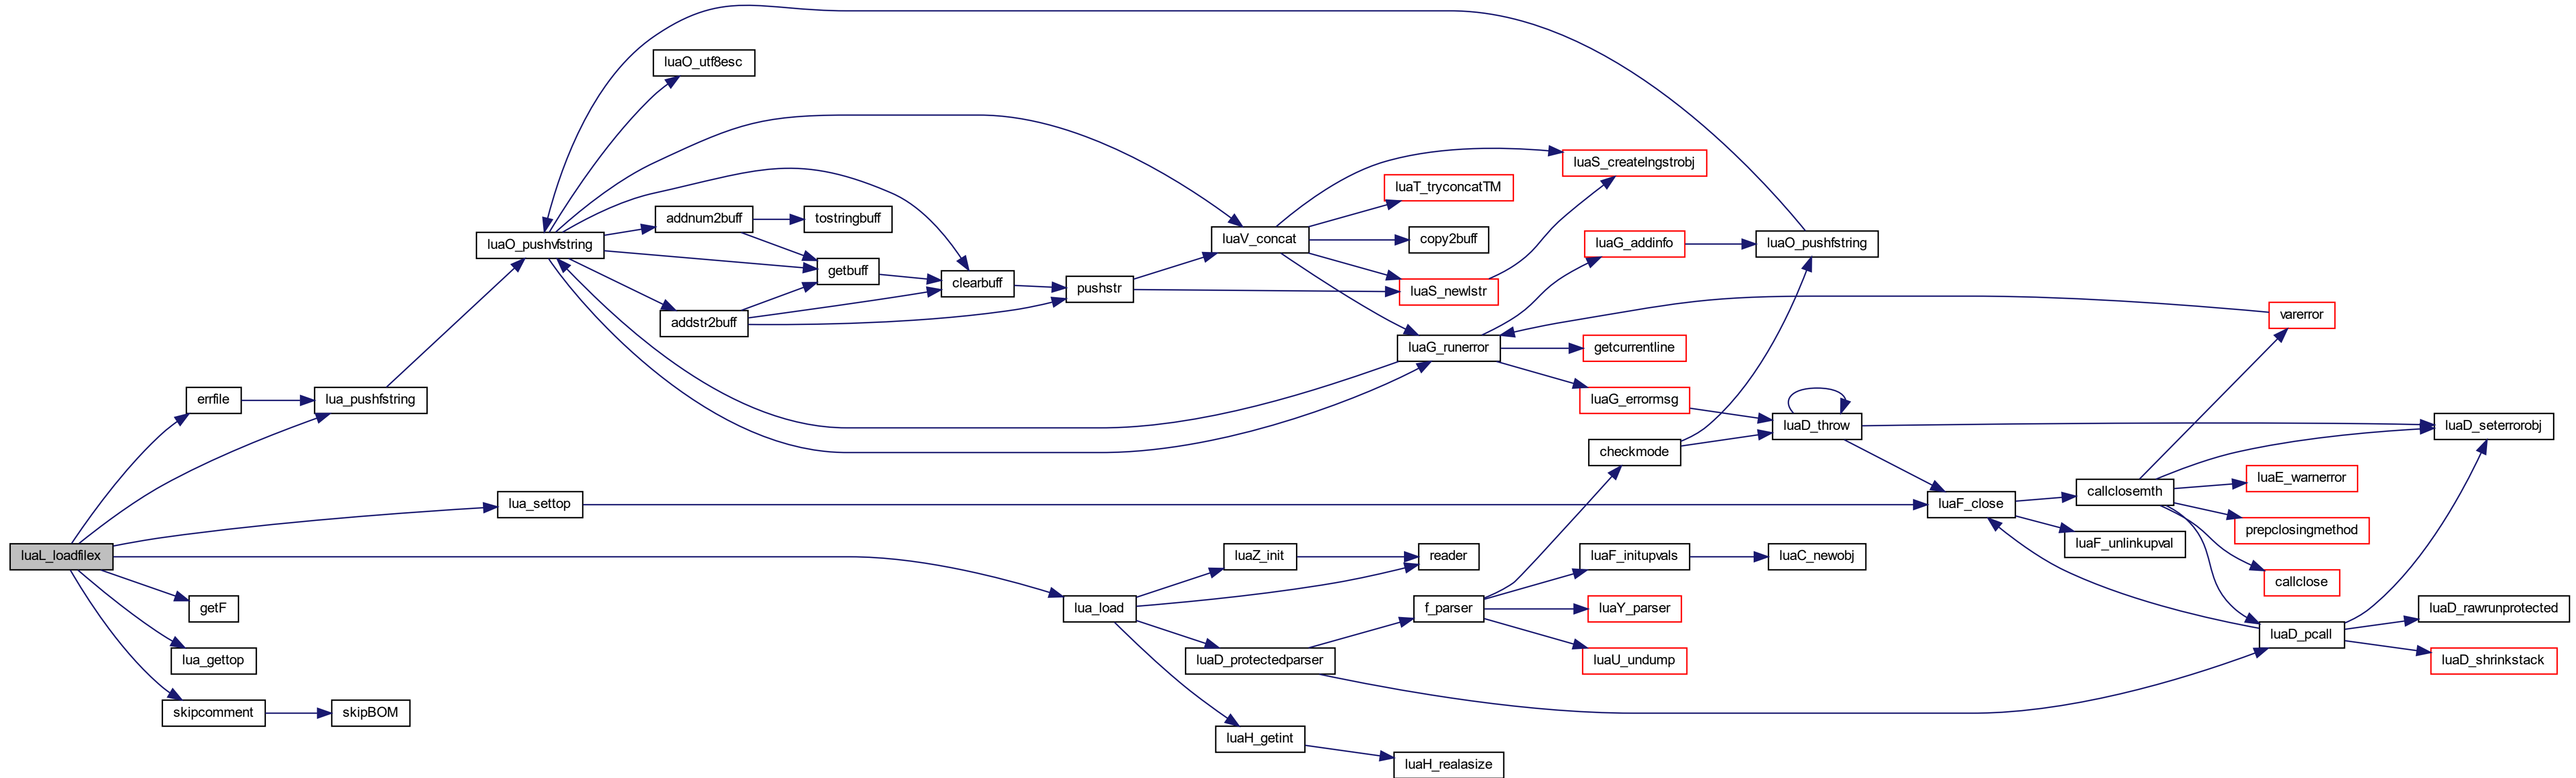 luaL_loadfilex
errfile
lua_pushfstring
luaO_pushvfstring
luaO_utf8esc
addnum2buff
tostringbuff
getbuff
clearbuff
addstr2buff
pushstr
luaV_concat
luaS_createlngstrobj
luaT_tryconcatTM
copy2buff
luaS_newlstr
luaG_runerror
luaG_addinfo
luaO_pushfstring
getcurrentline
luaG_errormsg
varerror
luaD_throw
luaD_seterrorobj
checkmode
lua_settop
luaF_close
callclosemth
luaE_warnerror
prepclosingmethod
luaF_unlinkupval
callclose
luaD_pcall
luaD_rawrunprotected
luaD_shrinkstack
getF
lua_gettop
skipcomment
skipBOM
lua_load
luaZ_init
reader
luaD_protectedparser
f_parser
luaF_initupvals
luaC_newobj
luaY_parser
luaU_undump
luaH_getint
luaH_realasize